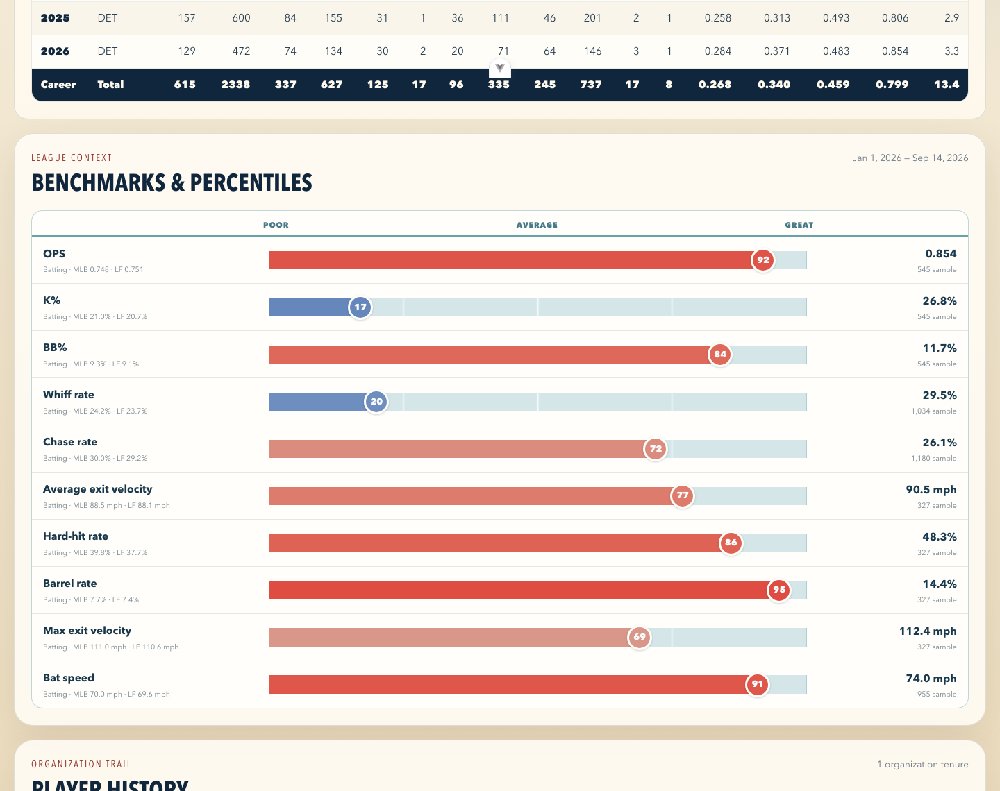 2025 DET 157 600 84 155 31 1 36 111 46 201 2 1 0.258 0.313 0.493 0.806 2.9
2026 DET 129 472 74 134 30 2 20 71 64 146 3 1 0.284 0.371 0.483 0.854 3.3
Career Total 615 2338 337 627 125 17 96 335 245 737 17 8 0.268 0.340 0.459 0.799 13.4
LEAGUE CONTEXT
Jan 1, 2026 – Sep 14, 2026
BENCHMARKS & PERCENTILES
POOR AVERAGE GREAT
OPS
Batting · MLB 0.748 · LF 0.751
92
0.854
545 sample
K%
Batting · MLB 21.0% · LF 20.7%
17
26.8%
545 sample
BB%
Batting · MLB 9.3% · LF 9.1%
84
11.7%
545 sample
Whiff rate
Batting · MLB 24.2% · LF 23.7%
20
29.5%
1,034 sample
Chase rate
Batting · MLB 30.0% · LF 29.2%
72
26.1%
1,180 sample
Average exit velocity
Batting · MLB 88.5 mph · LF 88.1 mph
77
90.5 mph
327 sample
Hard-hit rate
Batting · MLB 39.8% · LF 37.7%
86
48.3%
327 sample
Barrel rate
Batting · MLB 7.7% · LF 7.4%
95
14.4%
327 sample
Max exit velocity
Batting · MLB 111.0 mph · LF 110.6 mph
69
112.4 mph
327 sample
Bat speed
Batting · MLB 70.0 mph · LF 69.6 mph
91
74.0 mph
955 sample
ORGANIZATION TRAIL
1 organization tenure
PLAYER HISTORY